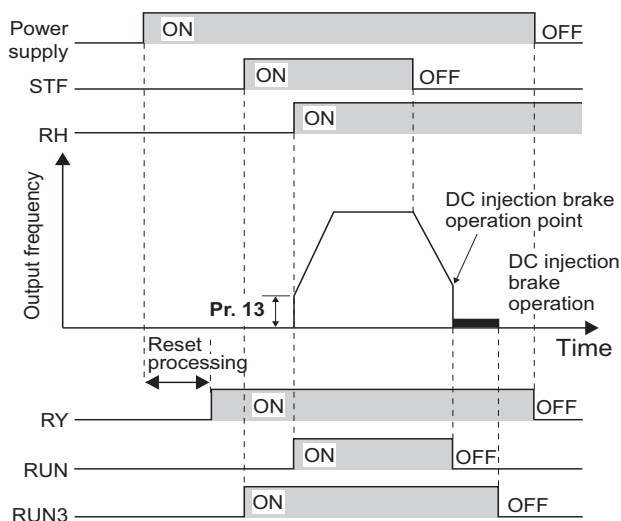 Power
supply
ON
OFF
STF
ON
OFF
RH
ON
Output frequency
DC injection brake
operation point
DC injection
brake
operation
Pr. 13
Time
Reset
processing
RY
ON
OFF
RUN
ON
OFF
RUN3
ON
OFF